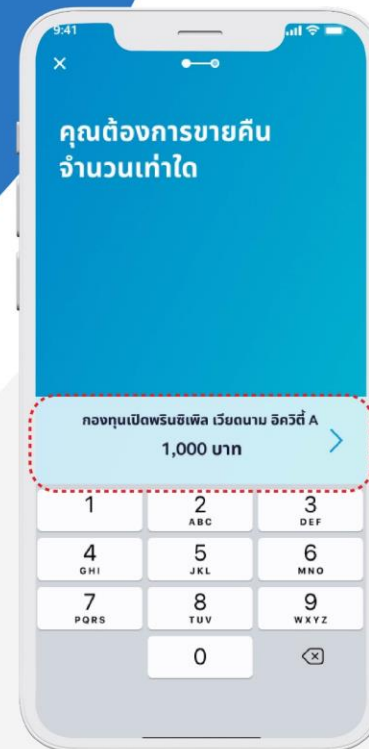 9:41
คุณต้องการขายคืน
จำนวนเท่าใด
กองทุนเปิดพรินซิเพิล เวียดนาม อิควิตี้ A
1,000 บาท
1
2
ABC
3
DEF
4
GHI
5
JKL
6
MNO
7
PQRS
8
TUV
9
WXYZ
0